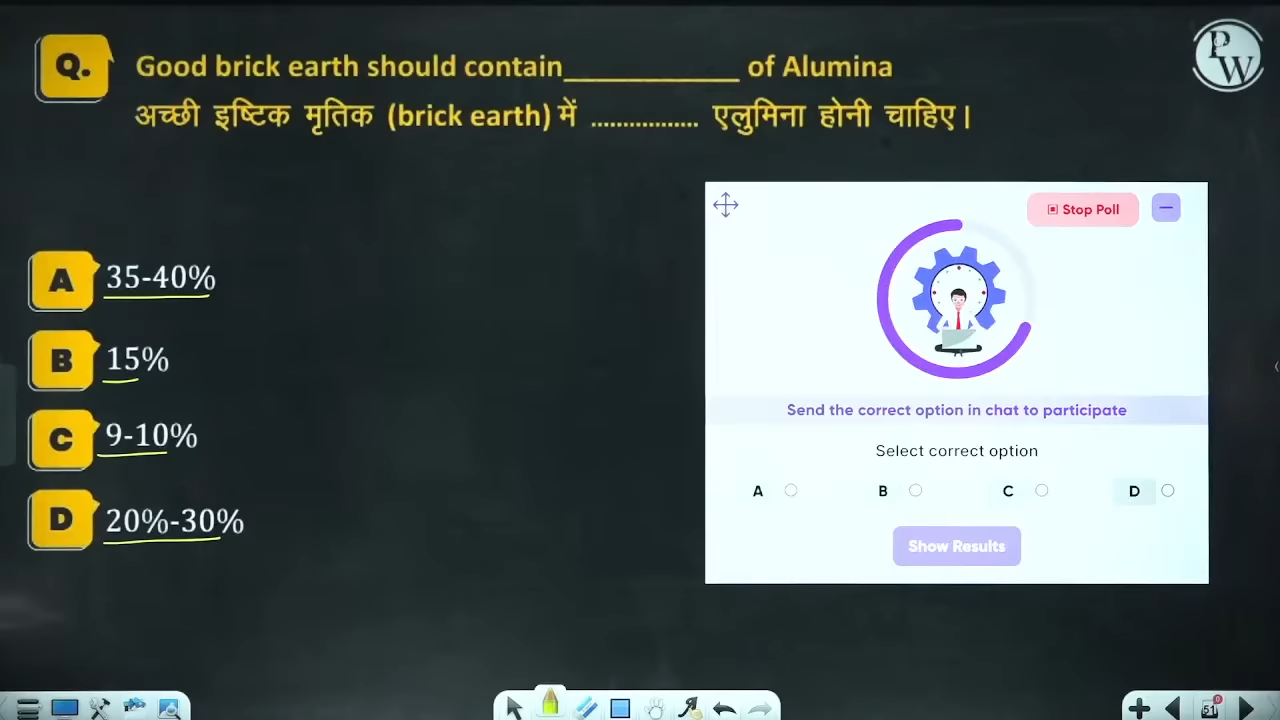 Q. Good brick earth should contain____________ of Alumina
अच्छी इष्टिक मृतिक (brick earth) में ................. एलुमिना होनी चाहिए।
PW
Stop Poll
A 35-40%
B 15%
C 9-10%
D 20%-30%
Send the correct option in chat to participate
Select correct option
A B C D
Show Results
51